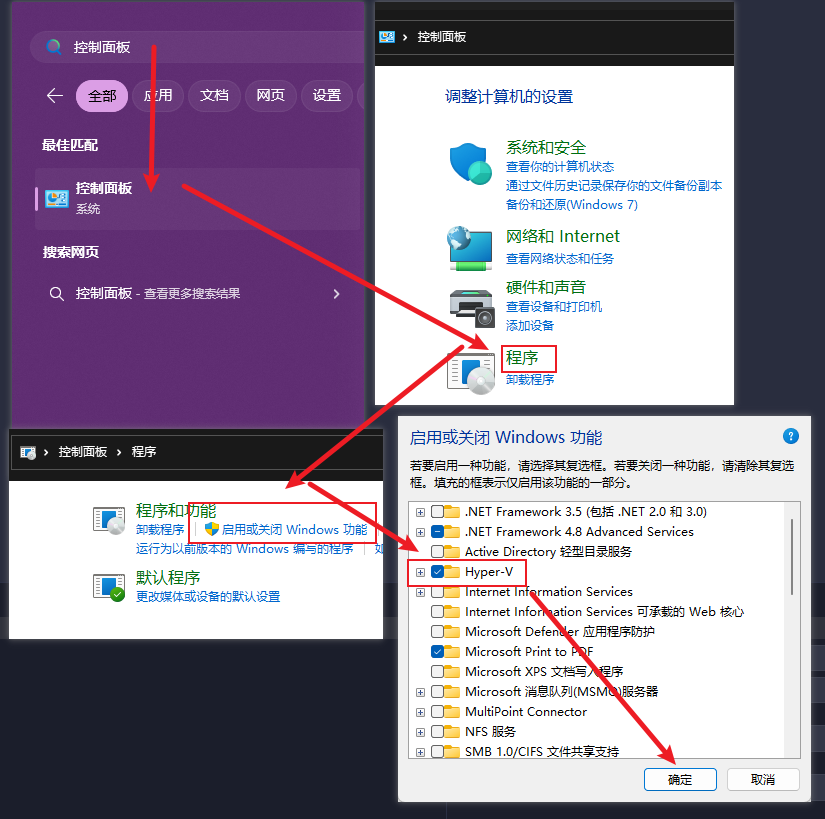 控制面板
全部
应用
文档
网页
设置
最佳匹配
控制面板
系统
搜索网页
控制面板 - 查看更多搜索结果
控制面板
调整计算机的设置
系统和安全
查看你的计算机状态
通过文件历史记录保存你的文件备份副本
备份和还原(Windows 7)
网络和 Internet
查看网络状态和任务
硬件和声音
查看设备和打印机
添加设备
程序
卸载程序
控制面板 › 程序
程序和功能
卸载程序
启用或关闭 Windows 功能
运行为以前版本的 Windows 编写的程序
默认程序
更改媒体或设备的默认设置
启用或关闭 Windows 功能
若要启用一种功能，请选择其复选框。若要关闭一种功能，请清除其复选
框。填充的框表示仅启用该功能的一部分。
.NET Framework 3.5 (包括 .NET 2.0 和 3.0)
.NET Framework 4.8 Advanced Services
Active Directory 轻型目录服务
Hyper-V
Internet Information Services
Internet Information Services 可承载的 Web 核心
Microsoft Defender 应用程序防护
Microsoft Print to PDF
Microsoft XPS 文档写入程序
Microsoft 消息队列(MSMQ)服务器
MultiPoint Connector
NFS 服务
SMB 1.0/CIFS 文件共享支持
确定
取消